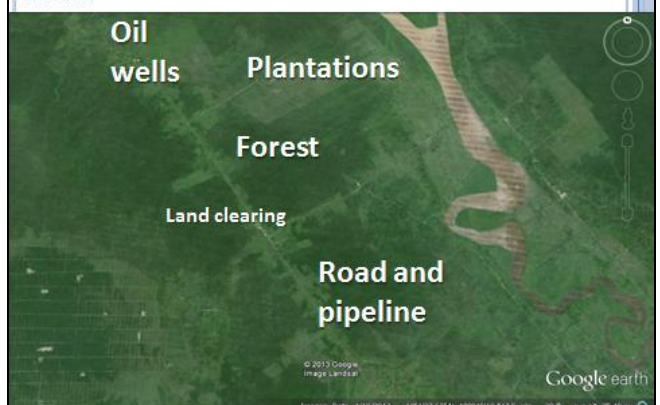 Oil
wells
Plantations
Forest
Land clearing
Road and
pipeline
© 2013 Google
Image Landsat
Google earth